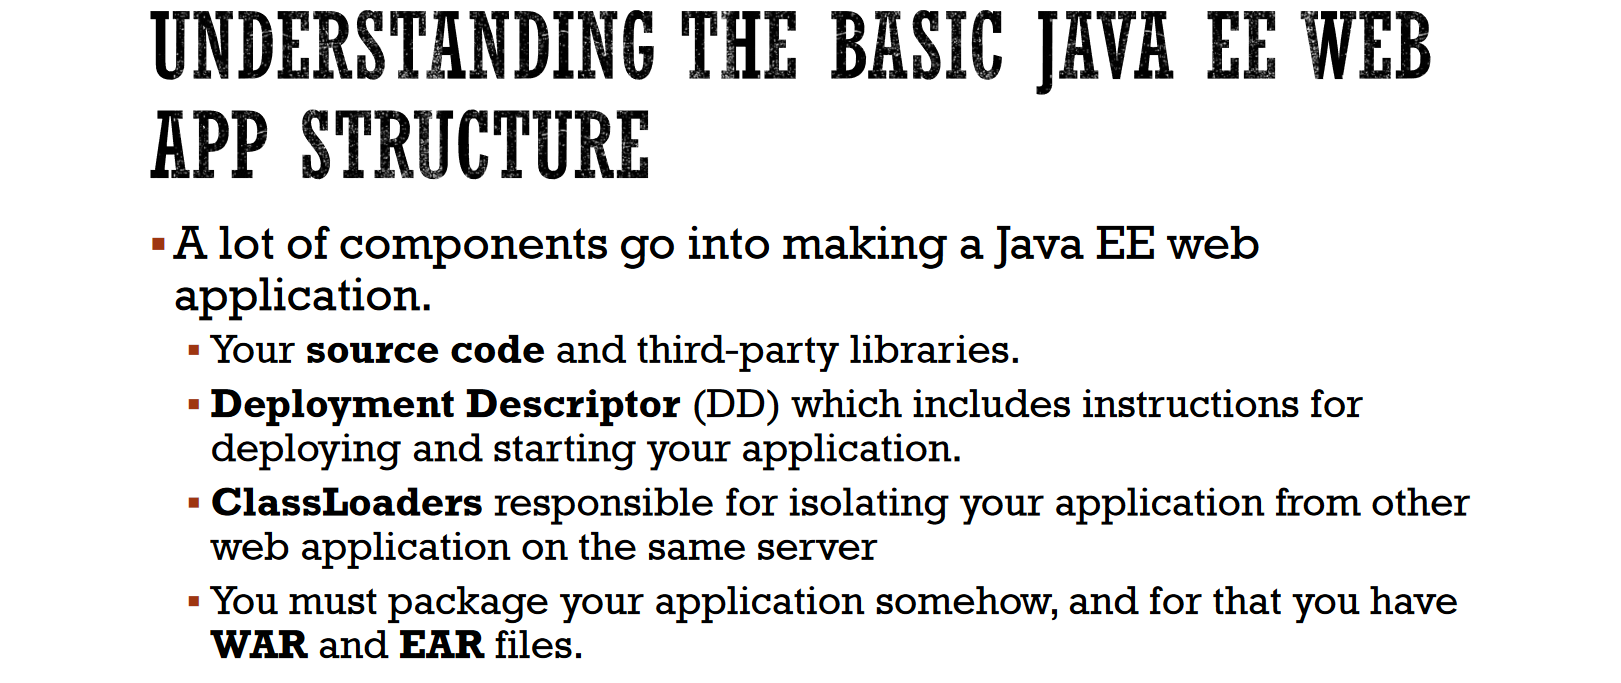 UNDERSTANDING THE BASIC JAVA EE WEB
APP STRUCTURE
▪ A lot of components go into making a Java EE web
application.
▪ Your source code and third-party libraries.
▪ Deployment Descriptor (DD) which includes instructions for
deploying and starting your application.
▪ ClassLoaders responsible for isolating your application from other
web application on the same server
▪ You must package your application somehow, and for that you have
WAR and EAR files.